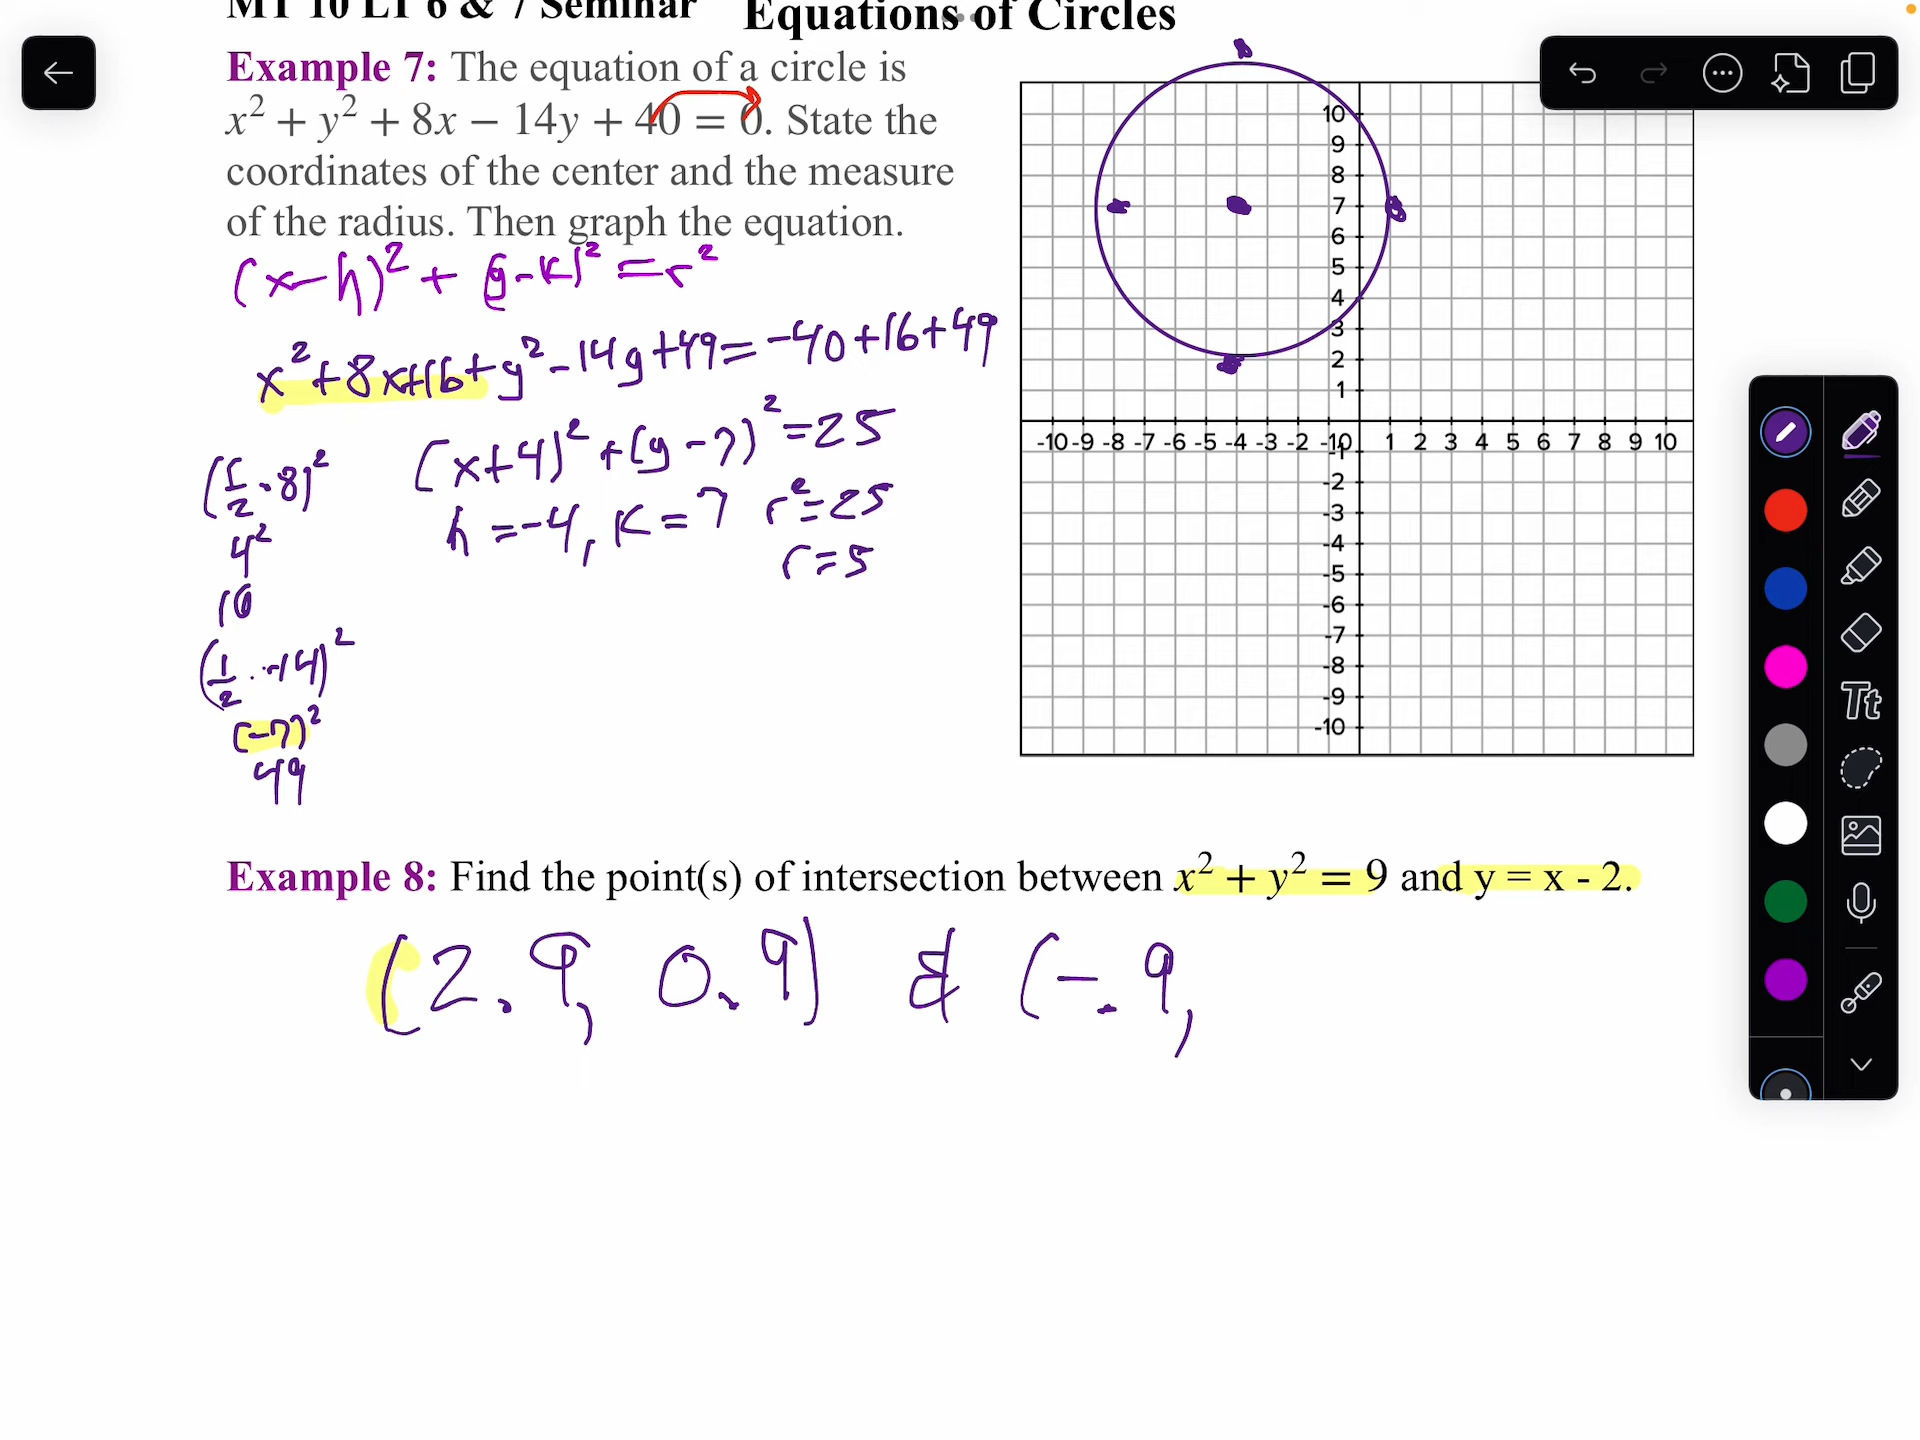 MT 10 LT 6 & 7 Seminar Equations of Circles
Example 7: The equation of a circle is
x² + y² + 8x − 14y + 40 = 0. State the
coordinates of the center and the measure
of the radius. Then graph the equation.
(x-h)² + (y-k)² = r²
x²+8x+16+y²-14y+49=-40+16+49
(x+4)²+(y-7)²=25
h=-4, k=7 r²=25
r=5
(1/2·8)²
4²
16
(1/2·-14)²
(-7)²
49
10
9
8
7
6
5
4
3
2
1
-10 -9 -8 -7 -6 -5 -4 -3 -2 -1 0 1 2 3 4 5 6 7 8 9 10
-1
-2
-3
-4
-5
-6
-7
-8
-9
-10
Example 8: Find the point(s) of intersection between x² + y² = 9 and y = x - 2.
(2.9, 0.9) & (-.9,
Tt